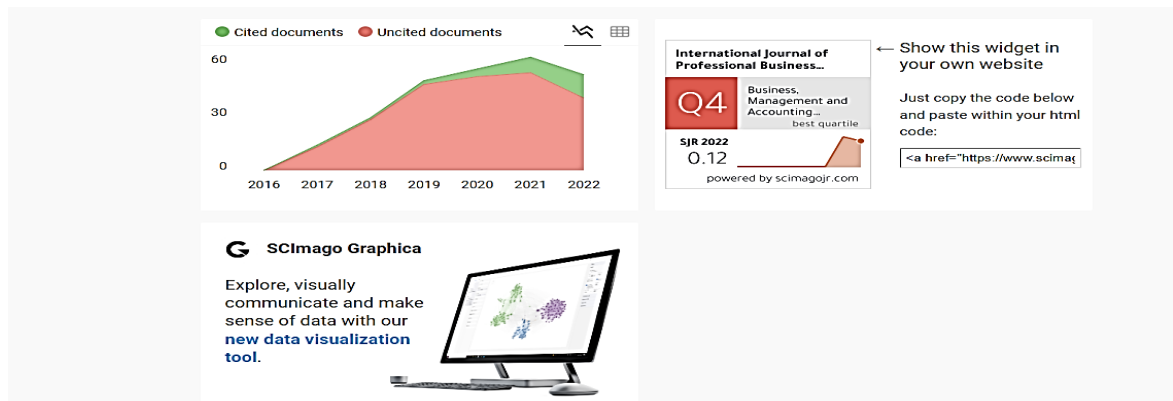 Cited documents Uncited documents
60
30
0
2016 2017 2018 2019 2020 2021 2022
International Journal of
Professional Business...
Q4
Business,
Management and
Accounting...
best quartile
SJR 2022
0.12
powered by scimagojr.com
← Show this widget in
your own website
Just copy the code below
and paste within your html
code:
<a href="https://www.scimag
SCImago Graphica
Explore, visually
communicate and make
sense of data with our
new data visualization
tool.